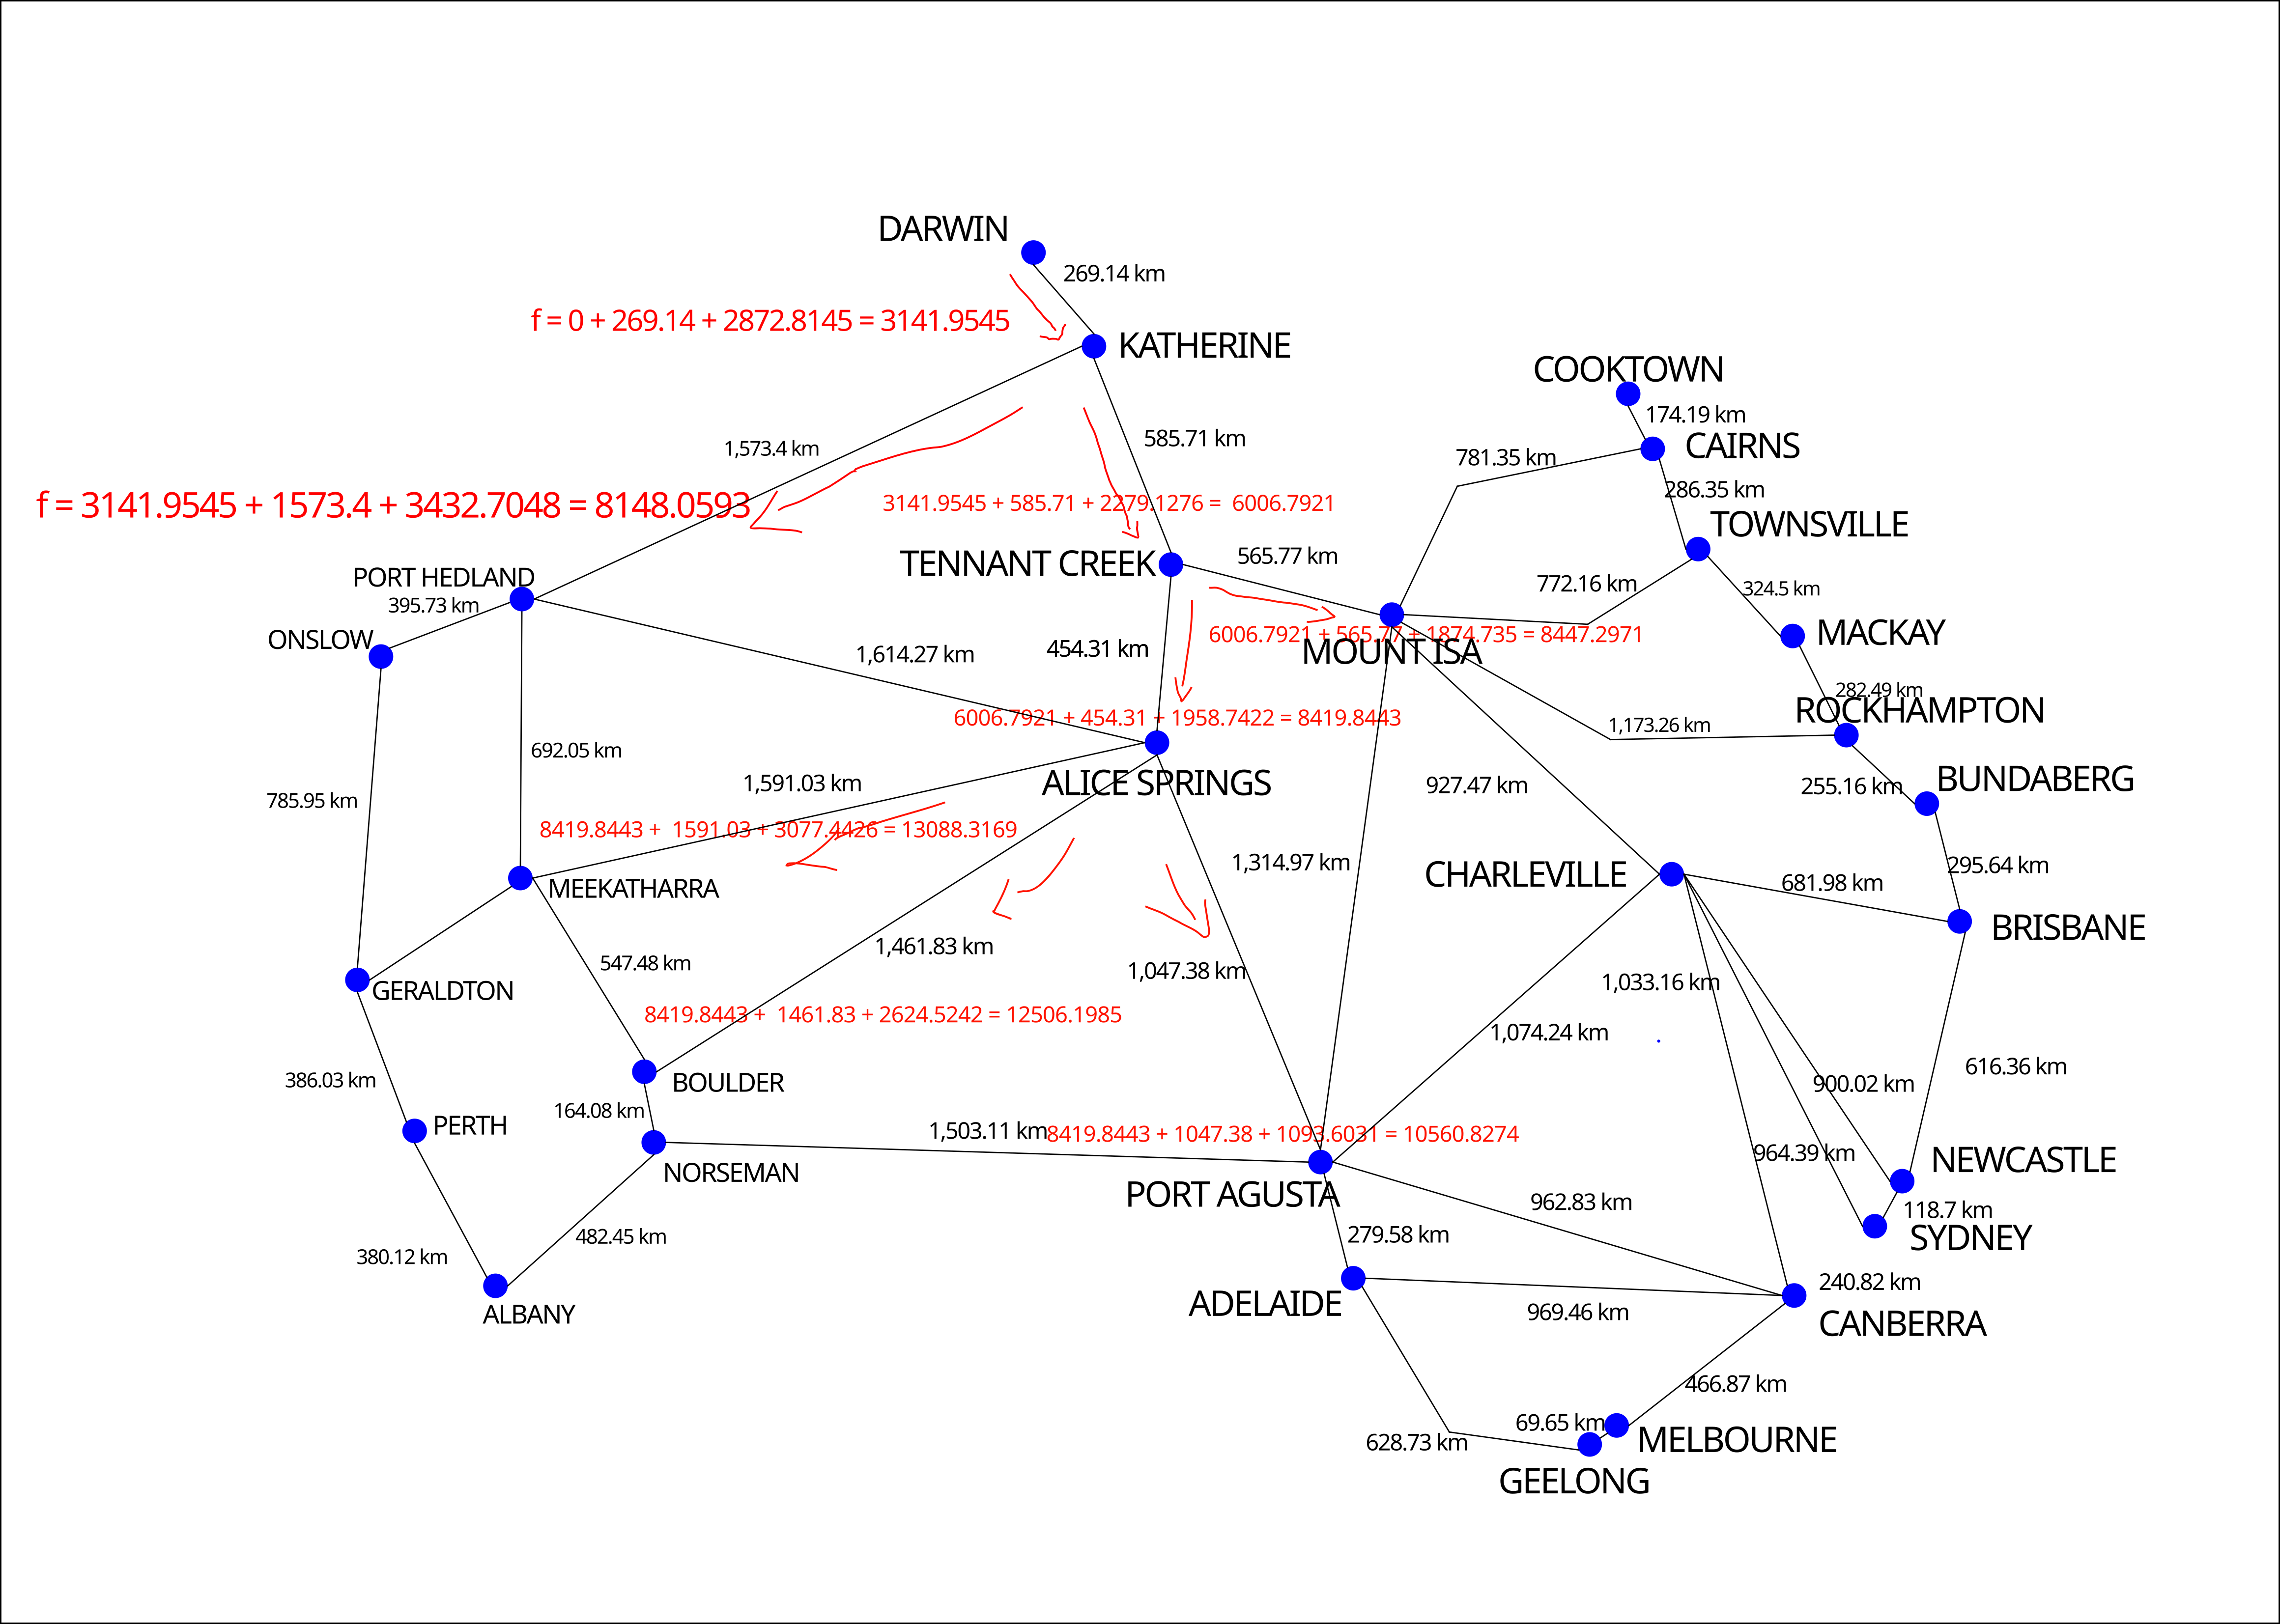 DARWIN
269.14 km
f = 0 + 269.14 + 2872.8145 = 3141.9545
KATHERINE
COOKTOWN
174.19 km
CAIRNS
1,573.4 km
585.71 km
781.35 km
286.35 km
f = 3141.9545 + 1573.4 + 3432.7048 = 8148.0593
3141.9545 + 585.71 + 2279.1276 =  6006.7921
TOWNSVILLE
TENNANT CREEK
565.77 km
PORT HEDLAND
395.73 km
772.16 km
324.5 km
ONSLOW
6006.7921 + 565.77 + 1874.735 = 8447.2971
MACKAY
1,614.27 km
454.31 km
MOUNT ISA
282.49 km
ROCKHAMPTON
6006.7921 + 454.31 + 1958.7422 = 8419.8443
1,173.26 km
692.05 km
ALICE SPRINGS
1,591.03 km
927.47 km
255.16 km
BUNDABERG
785.95 km
8419.8443 +  1591.03 + 3077.4426 = 13088.3169
1,314.97 km
295.64 km
MEEKATHARRA
CHARLEVILLE
681.98 km
BRISBANE
1,461.83 km
547.48 km
1,047.38 km
1,033.16 km
GERALDTON
8419.8443 +  1461.83 + 2624.5242 = 12506.1985
1,074.24 km
616.36 km
386.03 km
BOULDER
900.02 km
164.08 km
PERTH
1,503.11 km
8419.8443 + 1047.38 + 1093.6031 = 10560.8274
964.39 km
NEWCASTLE
NORSEMAN
PORT AGUSTA
962.83 km
118.7 km
SYDNEY
482.45 km
279.58 km
380.12 km
240.82 km
ALBANY
ADELAIDE
969.46 km
CANBERRA
466.87 km
69.65 km
628.73 km
MELBOURNE
GEELONG